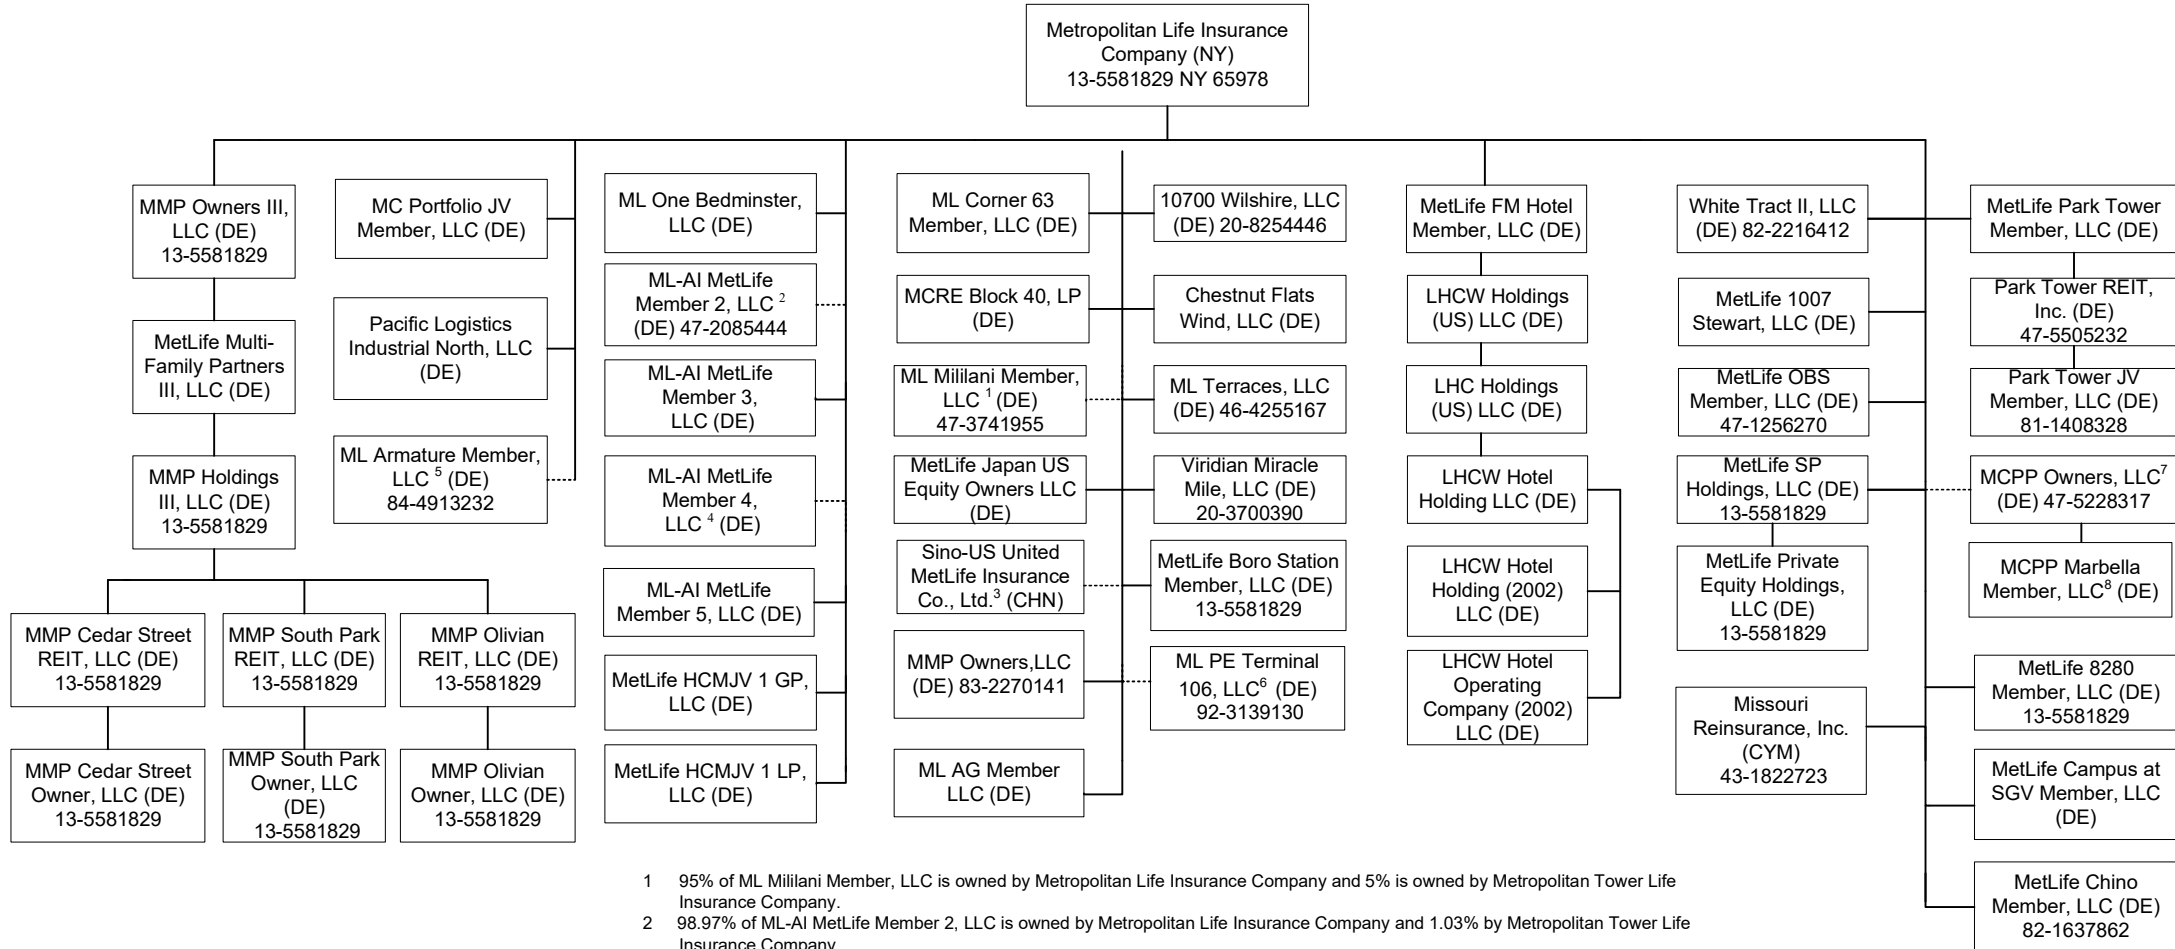 Metropolitan Life Insurance
Company (NY)
13-5581829 NY 65978
MMP Owners III,
LLC (DE)
13-5581829
MetLife Multi-
Family Partners
III, LLC (DE)
MMP Holdings
III, LLC (DE)
13-5581829
MMP Cedar Street
REIT, LLC (DE)
13-5581829
MMP South Park
REIT, LLC (DE)
13-5581829
MMP Olivian
REIT, LLC (DE)
13-5581829
MMP Cedar Street
Owner, LLC (DE)
13-5581829
MMP South Park
Owner, LLC
(DE)
13-5581829
MMP Olivian
Owner, LLC (DE)
13-5581829
MC Portfolio JV
Member, LLC (DE)
Pacific Logistics
Industrial North, LLC
(DE)
ML Armature Member,
LLC 5 (DE)
84-4913232
ML One Bedminster,
LLC (DE)
ML-AI MetLife
Member 2, LLC 2
(DE) 47-2085444
ML-AI MetLife
Member 3,
LLC (DE)
ML-AI MetLife
Member 4,
LLC 4 (DE)
ML-AI MetLife
Member 5, LLC (DE)
MetLife HCMJV 1 GP,
LLC (DE)
MetLife HCMJV 1 LP,
LLC (DE)
ML Corner 63
Member, LLC (DE)
MCRE Block 40, LP
(DE)
ML Mililani Member,
LLC 1 (DE)
47-3741955
MetLife Japan US
Equity Owners LLC
(DE)
Sino-US United
MetLife Insurance
Co., Ltd.3 (CHN)
MMP Owners,LLC
(DE) 83-2270141
ML AG Member
LLC (DE)
10700 Wilshire, LLC
(DE) 20-8254446
Chestnut Flats
Wind, LLC (DE)
ML Terraces, LLC
(DE) 46-4255167
Viridian Miracle
Mile, LLC (DE)
20-3700390
MetLife Boro Station
Member, LLC (DE)
13-5581829
ML PE Terminal
106, LLC6 (DE)
92-3139130
MetLife FM Hotel
Member, LLC (DE)
LHCW Holdings
(US) LLC (DE)
LHC Holdings
(US) LLC (DE)
LHCW Hotel
Holding LLC (DE)
LHCW Hotel
Holding (2002)
LLC (DE)
LHCW Hotel
Operating
Company (2002)
LLC (DE)
White Tract II, LLC
(DE) 82-2216412
MetLife 1007
Stewart, LLC (DE)
MetLife OBS
Member, LLC (DE)
47-1256270
MetLife SP
Holdings, LLC (DE)
13-5581829
MetLife Private
Equity Holdings,
LLC (DE)
13-5581829
Missouri
Reinsurance, Inc.
(CYM)
43-1822723
MetLife Park Tower
Member, LLC (DE)
Park Tower REIT,
Inc. (DE)
47-5505232
Park Tower JV
Member, LLC (DE)
81-1408328
MCPP Owners, LLC7
(DE) 47-5228317
MCPP Marbella
Member, LLC8 (DE)
MetLife 8280
Member, LLC (DE)
13-5581829
MetLife Campus at
SGV Member, LLC
(DE)
MetLife Chino
Member, LLC (DE)
82-1637862
1 95% of ML Mililani Member, LLC is owned by Metropolitan Life Insurance Company and 5% is owned by Metropolitan Tower Life
Insurance Company.
2 98.97% of ML-AI MetLife Member 2, LLC is owned by Metropolitan Life Insurance Company and 1.03% by Metropolitan Tower Life
Insurance Company